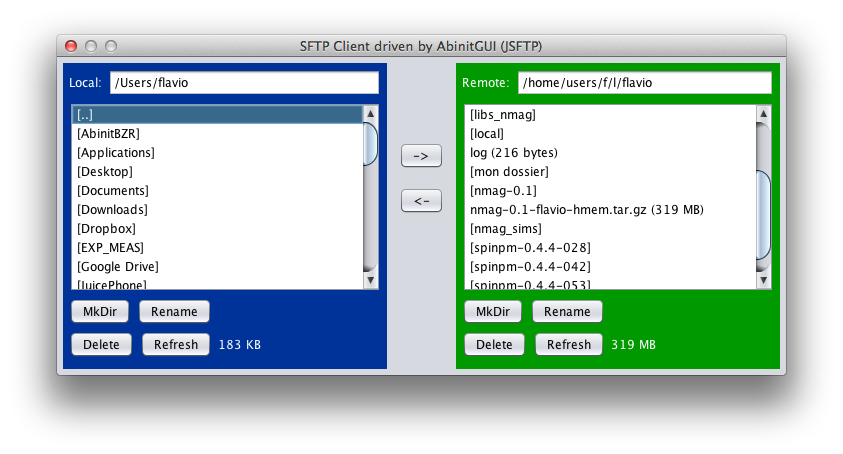 SFTP Client driven by AbinitGUI (JSFTP)
Local: /Users/flavio
[..]
[AbinitBZR]
[Applications]
[Desktop]
[Documents]
[Downloads]
[Dropbox]
[EXP_MEAS]
[Google Drive]
[JuicePhone]
MkDir Rename
Delete Refresh 183 KB
->
<-
Remote: /home/users/f/l/flavio
[libs_nmag]
[local]
log (216 bytes)
[mon dossier]
[nmag-0.1]
nmag-0.1-flavio-hmem.tar.gz (319 MB)
[nmag_sims]
[spinpm-0.4.4-028]
[spinpm-0.4.4-042]
[spinpm-0.4.4-053]
MkDir Rename
Delete Refresh 319 MB